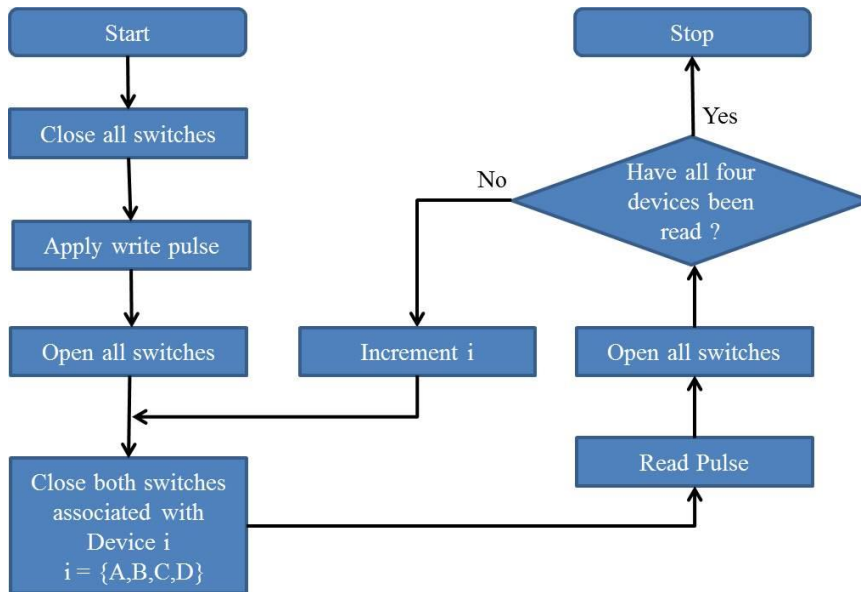 Start
Close all switches
Apply write pulse
Open all switches
Close both switches
associated with
Device i
i = {A,B,C,D}
Read Pulse
Open all switches
Have all four
devices been
read ?
No
Increment i
Yes
Stop